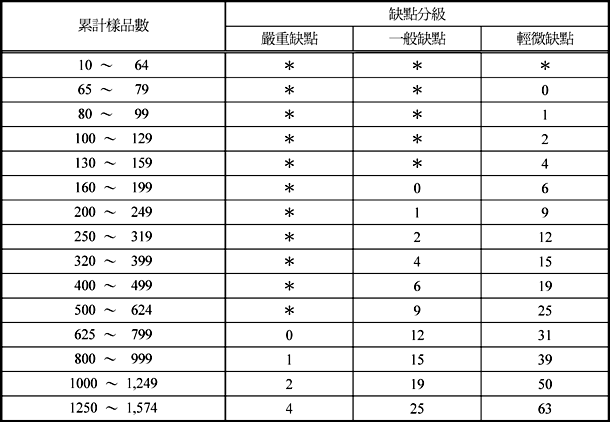 累計樣品數 缺點分級
嚴重缺點 一般缺點 輕微缺點
10 ～ 64 ＊ ＊ ＊
65 ～ 79 ＊ ＊ 0
80 ～ 99 ＊ ＊ 1
100 ～ 129 ＊ ＊ 2
130 ～ 159 ＊ ＊ 4
160 ～ 199 ＊ 0 6
200 ～ 249 ＊ 1 9
250 ～ 319 ＊ 2 12
320 ～ 399 ＊ 4 15
400 ～ 499 ＊ 6 19
500 ～ 624 ＊ 9 25
625 ～ 799 0 12 31
800 ～ 999 1 15 39
1000 ～ 1,249 2 19 50
1250 ～ 1,574 4 25 63